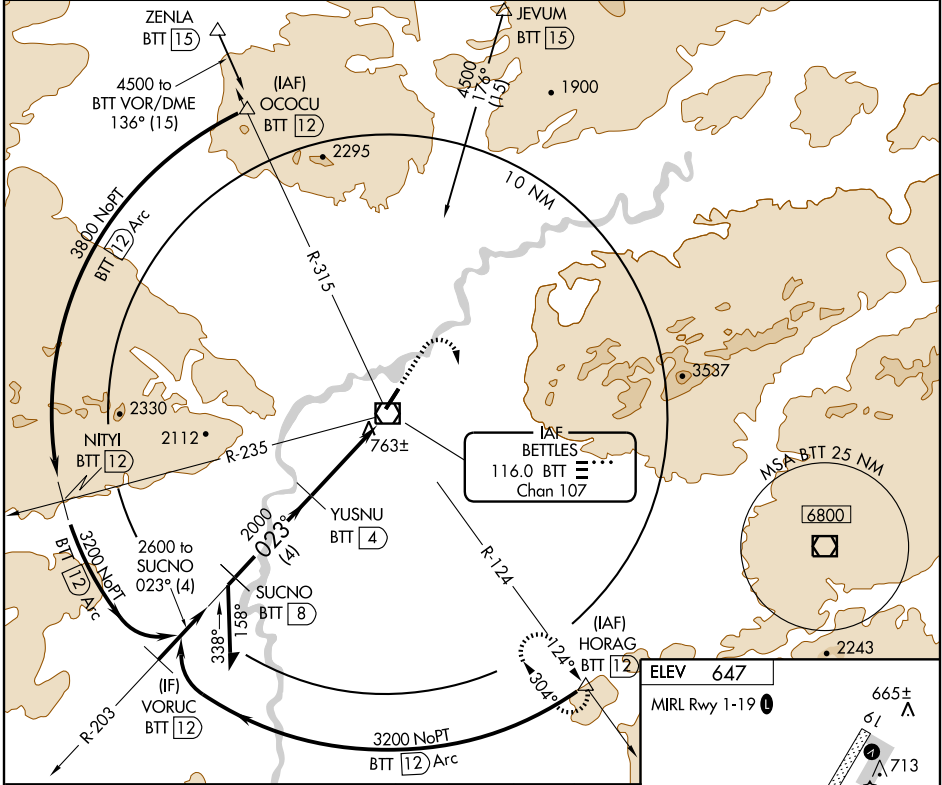 ZENLA
BTT 15
JEVUM
BTT 15
4500 to
BTT VOR/DME
136° (15)
(IAF)
OCOCU
BTT 12
4500
176°
(15)
1900
2295
10 NM
3800 NoPT
BTT 12 Arc
R-315
3537
2330
2112
NITYI
BTT 12
R-235
763±
IAF
BETTLES
116.0 BTT
Chan 107
MSA BTT 25 NM
6800
YUSNU
BTT 4
2000
023°
(4)
3200 NoPT
BTT 12 Arc
2600 to
SUCNO
023° (4)
SUCNO
BTT 8
R-124
338°
158°
(IAF)
HORAG
BTT 12
124°
304°
2243
(IF)
VORUC
BTT 12
R-203
3200 NoPT
BTT 12 Arc
ELEV 647
MIRL Rwy 1-19 L
665±
19
713